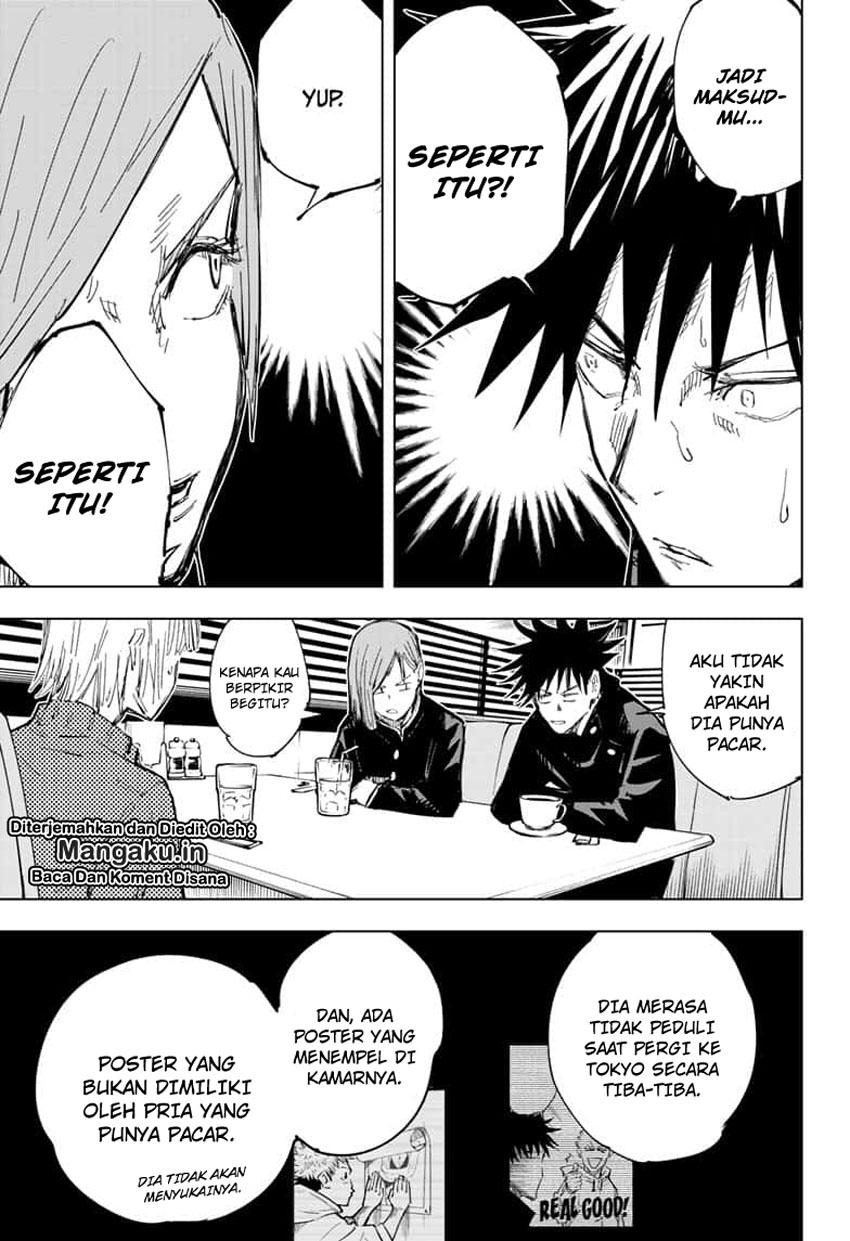 JADI
MAKSUD-
MU...
SEPERTI
ITU?!
YUP.
SEPERTI
ITU!
AKU TIDAK
YAKIN
APAKAH
DIA PUNYA
PACAR.
KENAPA KAU
BERPIKIR
BEGITU?
Diterjemahkan dan Diedit Oleh :
Mangaku.in
Baca Dan Koment Disana
DIA MERASA
TIDAK PEDULI
SAAT PERGI KE
TOKYO SECARA
TIBA-TIBA.
REAL GOOD!
DAN, ADA
POSTER YANG
MENEMPEL DI
KAMARNYA.
POSTER YANG
BUKAN DIMILIKI
OLEH PRIA YANG
PUNYA PACAR.
DIA TIDAK AKAN
MENYUKAINYA.